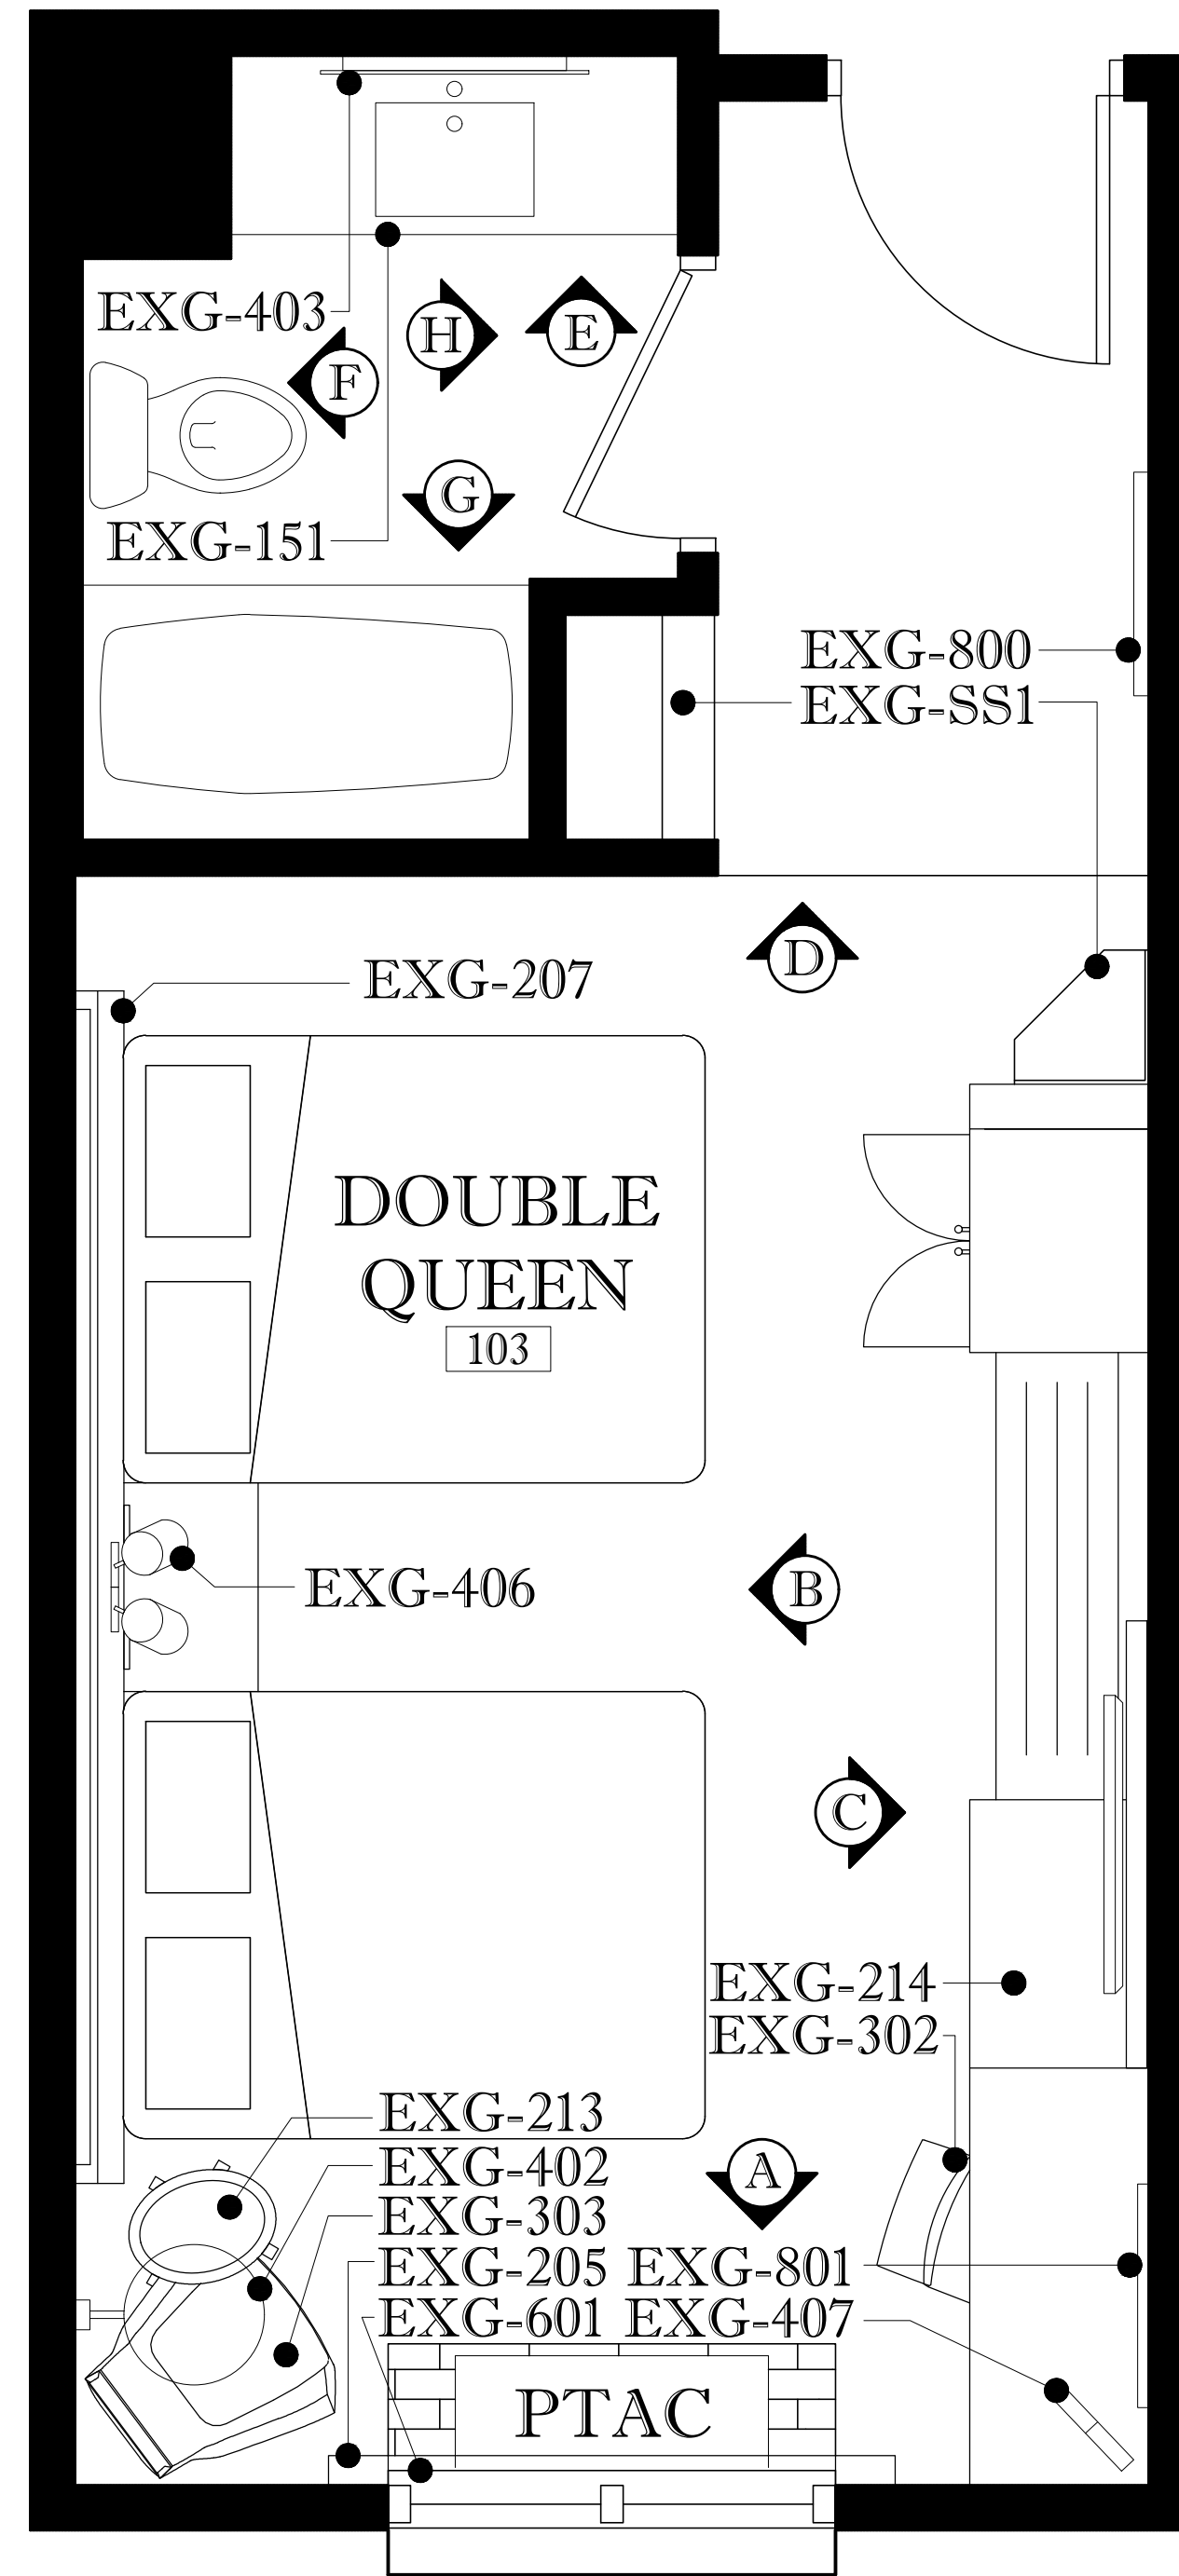 EXG-403
H
E
F
G
EXG-151
EXG-800
EXG-SS1
D
EXG-207
DOUBLE
QUEEN
103
EXG-406
B
C
EXG-214
EXG-302
EXG-213
EXG-402
A
EXG-303
EXG-205 EXG-801
EXG-601 EXG-407
PTAC